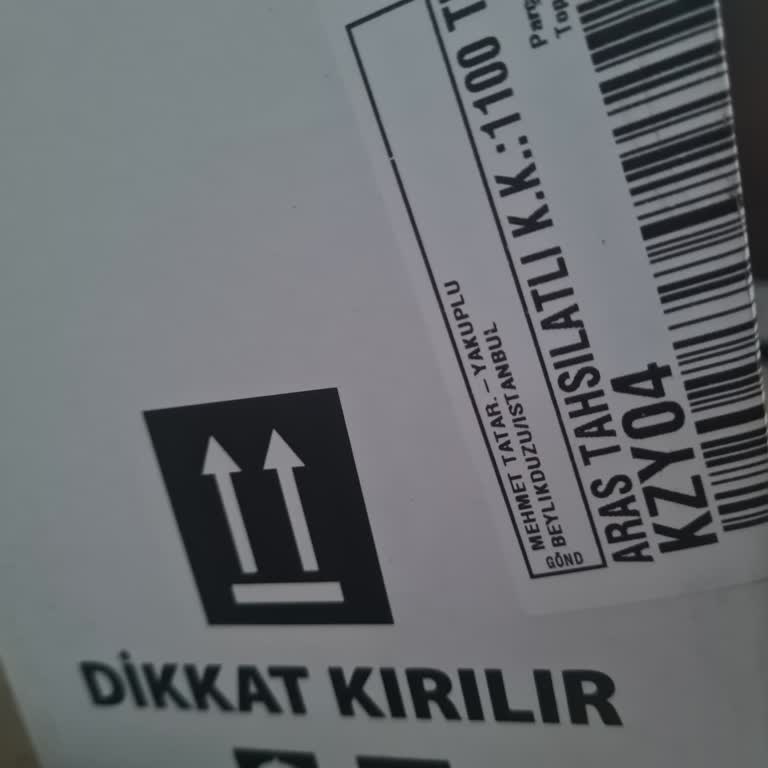 GÖND
MEHMET TATAR. – YAKUPLU
BEYLIKDUZU/ISTANBUL
ARAS TAHSILATLI K.K.:1100
KZY04
DİKKAT KIRILIR